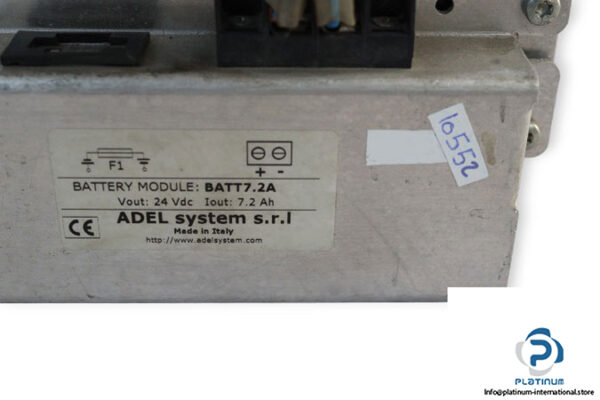 10552
F1
+ -
BATTERY MODULE: BATT7.2A
Vout: 24 Vdc Iout: 7.2 Ah
ADEL system s.r.l
Made in Italy
CE
http://www.adelsystem.com
PLATINUM
Info@platinum-international.store